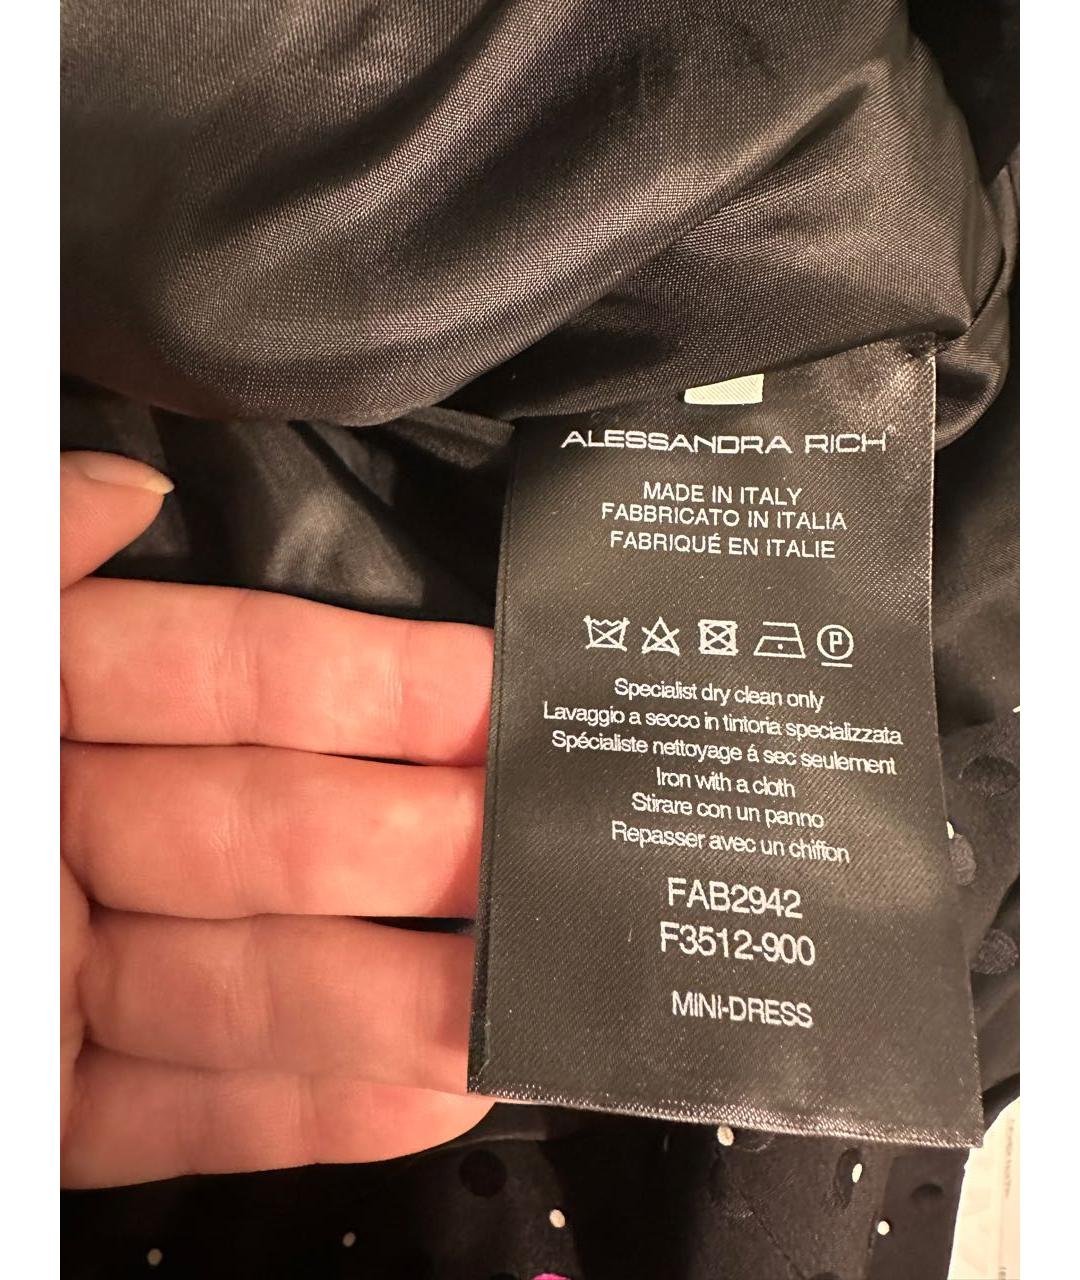 ALESSANDRA RICH
MADE IN ITALY
FABBRICATO IN ITALIA
FABRIQUÉ EN ITALIE
P
Specialist dry clean only
Lavaggio a secco in tintoria specializzata
Spécialiste nettoyage á sec seulement
Iron with a cloth
Stirare con un panno
Repasser avec un chiffon
FAB2942
F3512-900
MINI-DRESS